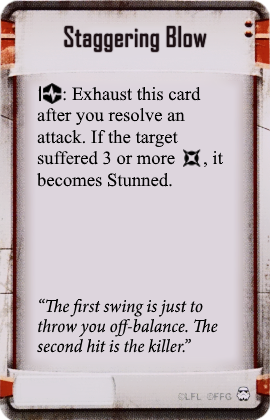 Staggering Blow
: Exhaust this card
after you resolve an
attack. If the target
suffered 3 or more , it
becomes Stunned.
“The first swing is just to
throw you off-balance. The
second hit is the killer.”
©LFL ©FFG